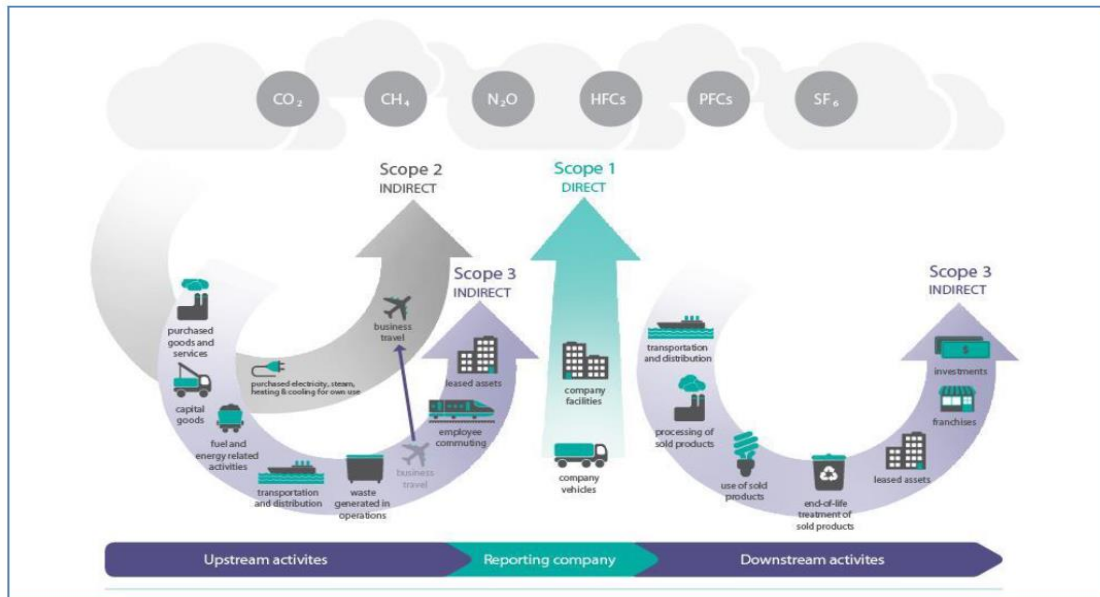 CO₂
CH₄
N₂O
HFCs
PFCs
SF₆
Scope 2
INDIRECT
Scope 1
DIRECT
Scope 3
INDIRECT
Scope 3
INDIRECT
purchased
goods and
services
capital
goods
fuel and
energy related
activities
purchased electricity, steam,
heating & cooling for own use
transportation
and distribution
waste
generated in
operations
business
travel
business
travel
employee
commuting
leased assets
company
facilities
company
vehicles
transportation
and distribution
processing of
sold products
use of sold
products
end-of-life
treatment of
sold products
leased assets
franchises
$
investments
Upstream activites
Reporting company
Downstream activites